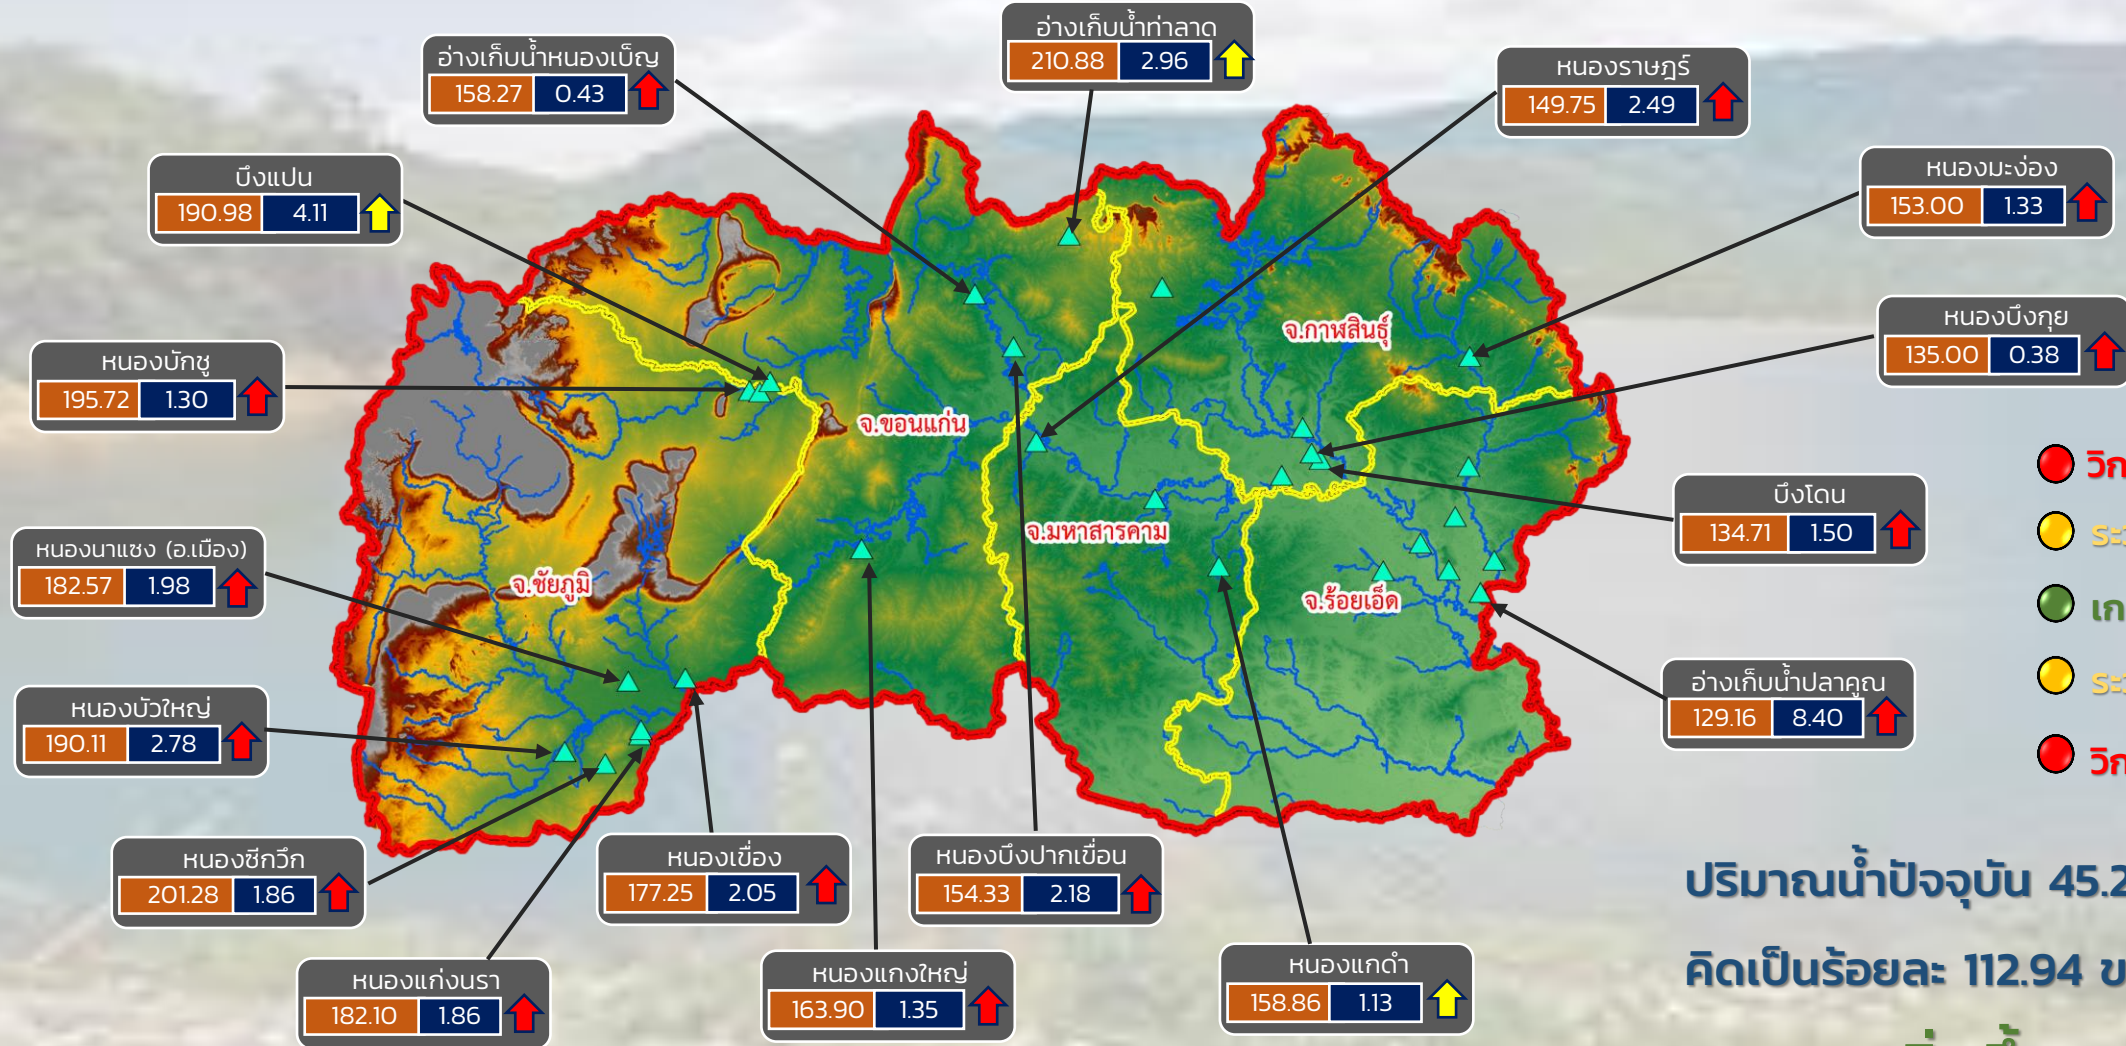 อ่างเก็บน้ำท่าลาด
210.88 2.96
อ่างเก็บน้ำหนองเบ็ญ
158.27 0.43
หนองราษฎร์
149.75 2.49
บึงแปน
190.98 4.11
หนองมะง่อง
153.00 1.33
หนองบึงกุย
135.00 0.38
จ.กาฬสินธุ์
หนองบักชู
195.72 1.30
จ.ขอนแก่น
บึงโดน
134.71 1.50
จ.มหาสารคาม
หนองนาแซง (อ.เมือง)
182.57 1.98
จ.ชัยภูมิ
จ.ร้อยเอ็ด
อ่างเก็บน้ำปลาคูณ
129.16 8.40
หนองบัวใหญ่
190.11 2.78
หนองซีกวึก
201.28 1.86
หนองเขื่อง
177.25 2.05
หนองบึงปากเขื่อน
154.33 2.18
หนองแก่งนรา
182.10 1.86
หนองแกงใหญ่
163.90 1.35
หนองแกดำ
158.86 1.13
วิก
ระ
เก
ระ
วิก
ปริมาณน้ำปัจจุบัน 45.2
คิดเป็นร้อยละ 112.94 ข